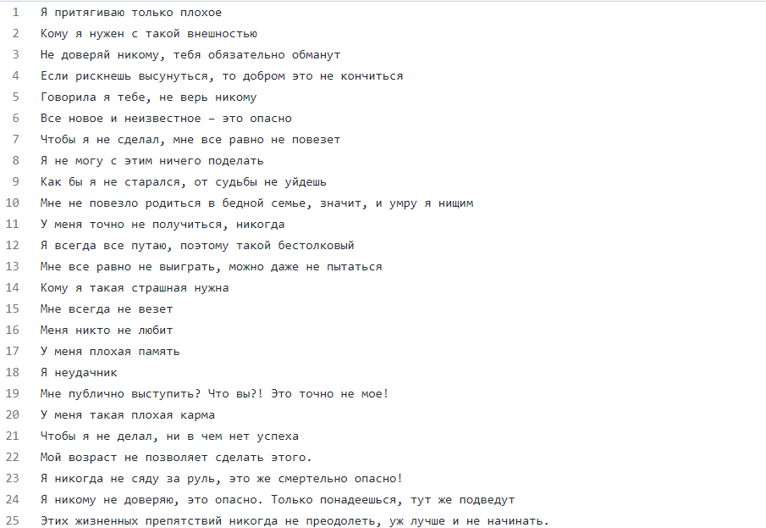 1 Я притягиваю только плохое
2 Кому я нужен с такой внешностью
3 Не доверяй никому, тебя обязательно обманут
4 Если рискнешь высунуться, то добром это не кончиться
5 Говорила я тебе, не верь никому
6 Все новое и неизвестное – это опасно
7 Чтобы я не сделал, мне все равно не повезет
8 Я не могу с этим ничего поделать
9 Как бы я не старался, от судьбы не уйдешь
10 Мне не повезло родиться в бедной семье, значит, и умру я нищим
11 У меня точно не получиться, никогда
12 Я всегда все путаю, поэтому такой бестолковый
13 Мне все равно не выиграть, можно даже не пытаться
14 Кому я такая страшная нужна
15 Мне всегда не везет
16 Меня никто не любит
17 У меня плохая память
18 Я неудачник
19 Мне публично выступить? Что вы?! Это точно не мое!
20 У меня такая плохая карма
21 Чтобы я не делал, ни в чем нет успеха
22 Мой возраст не позволяет сделать этого.
23 Я никогда не сяду за руль, это же смертельно опасно!
24 Я никому не доверяю, это опасно. Только понадеешься, тут же подведут
25 Этих жизненных препятствий никогда не преодолеть, уж лучше и не начинать.